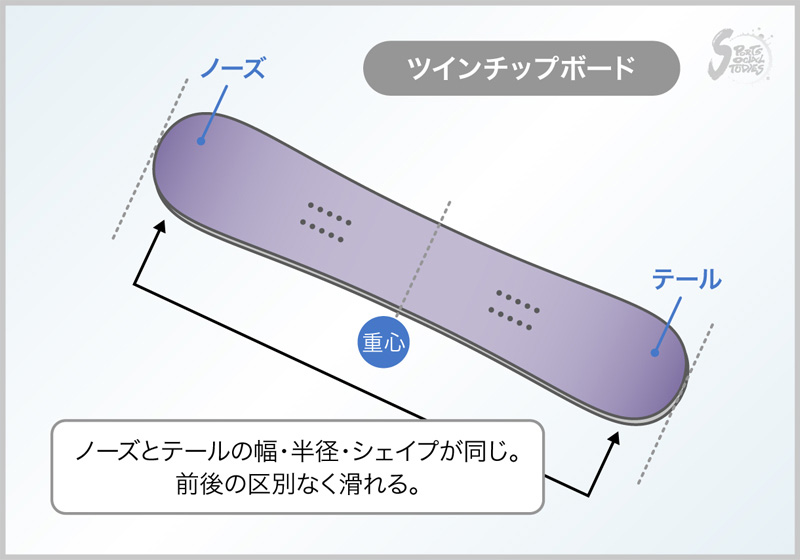 ツインチップボード
SPORTS
SOCIAL
STUDIES
ノーズ
テール
重心
ノーズとテールの幅・半径・シェイプが同じ。
前後の区別なく滑れる。